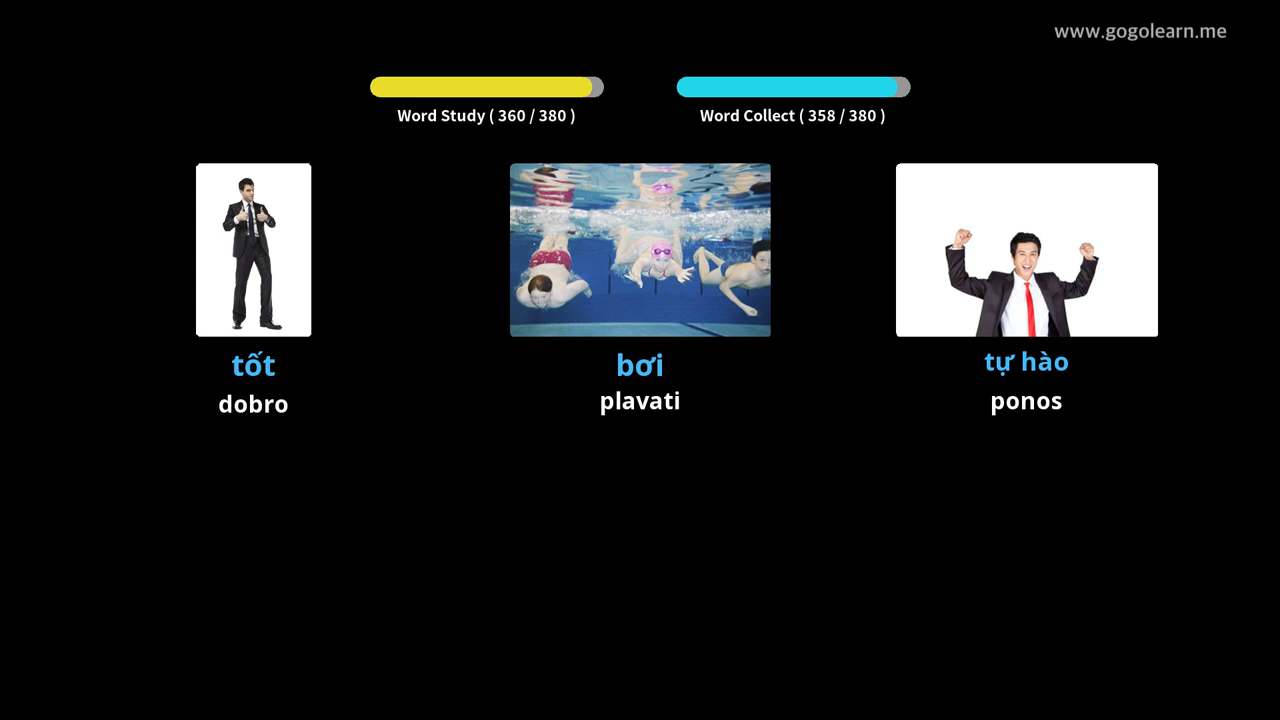 www.gogolearn.me
Word Study ( 360 / 380 )
Word Collect ( 358 / 380 )
tốt
dobro
bơi
plavati
tự hào
ponos